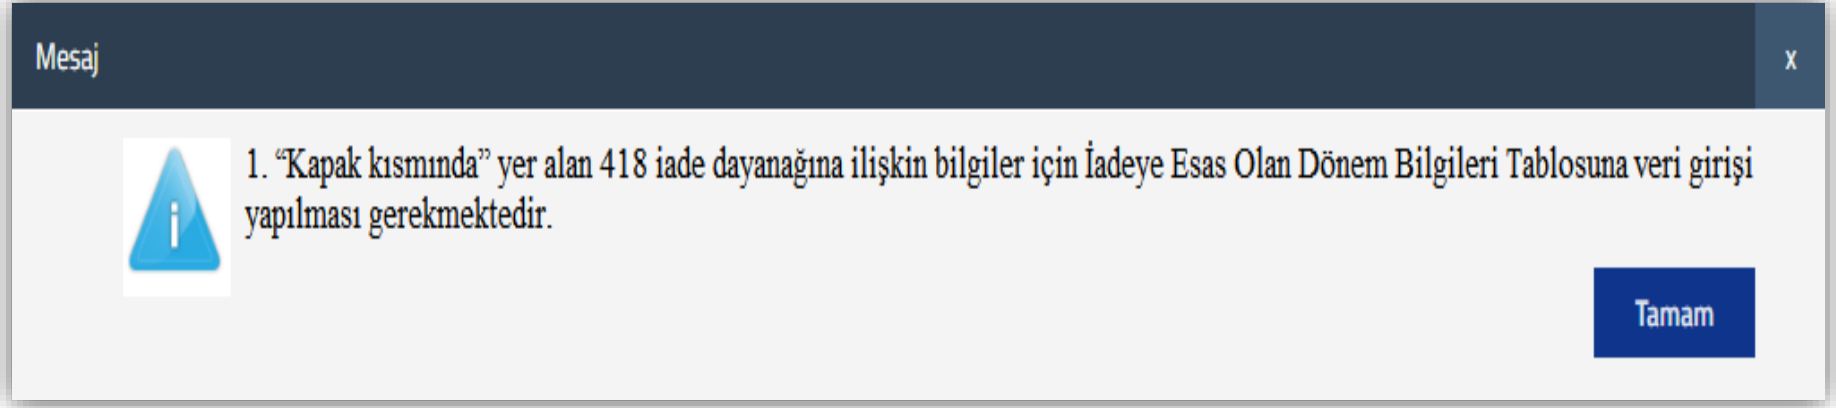 Mesaj
x
1. “Kapak kısmında” yer alan 418 iade dayanağına ilişkin bilgiler için İadeye Esas Olan Dönem Bilgileri Tablosuna veri girişi
yapılması gerekmektedir.
Tamam